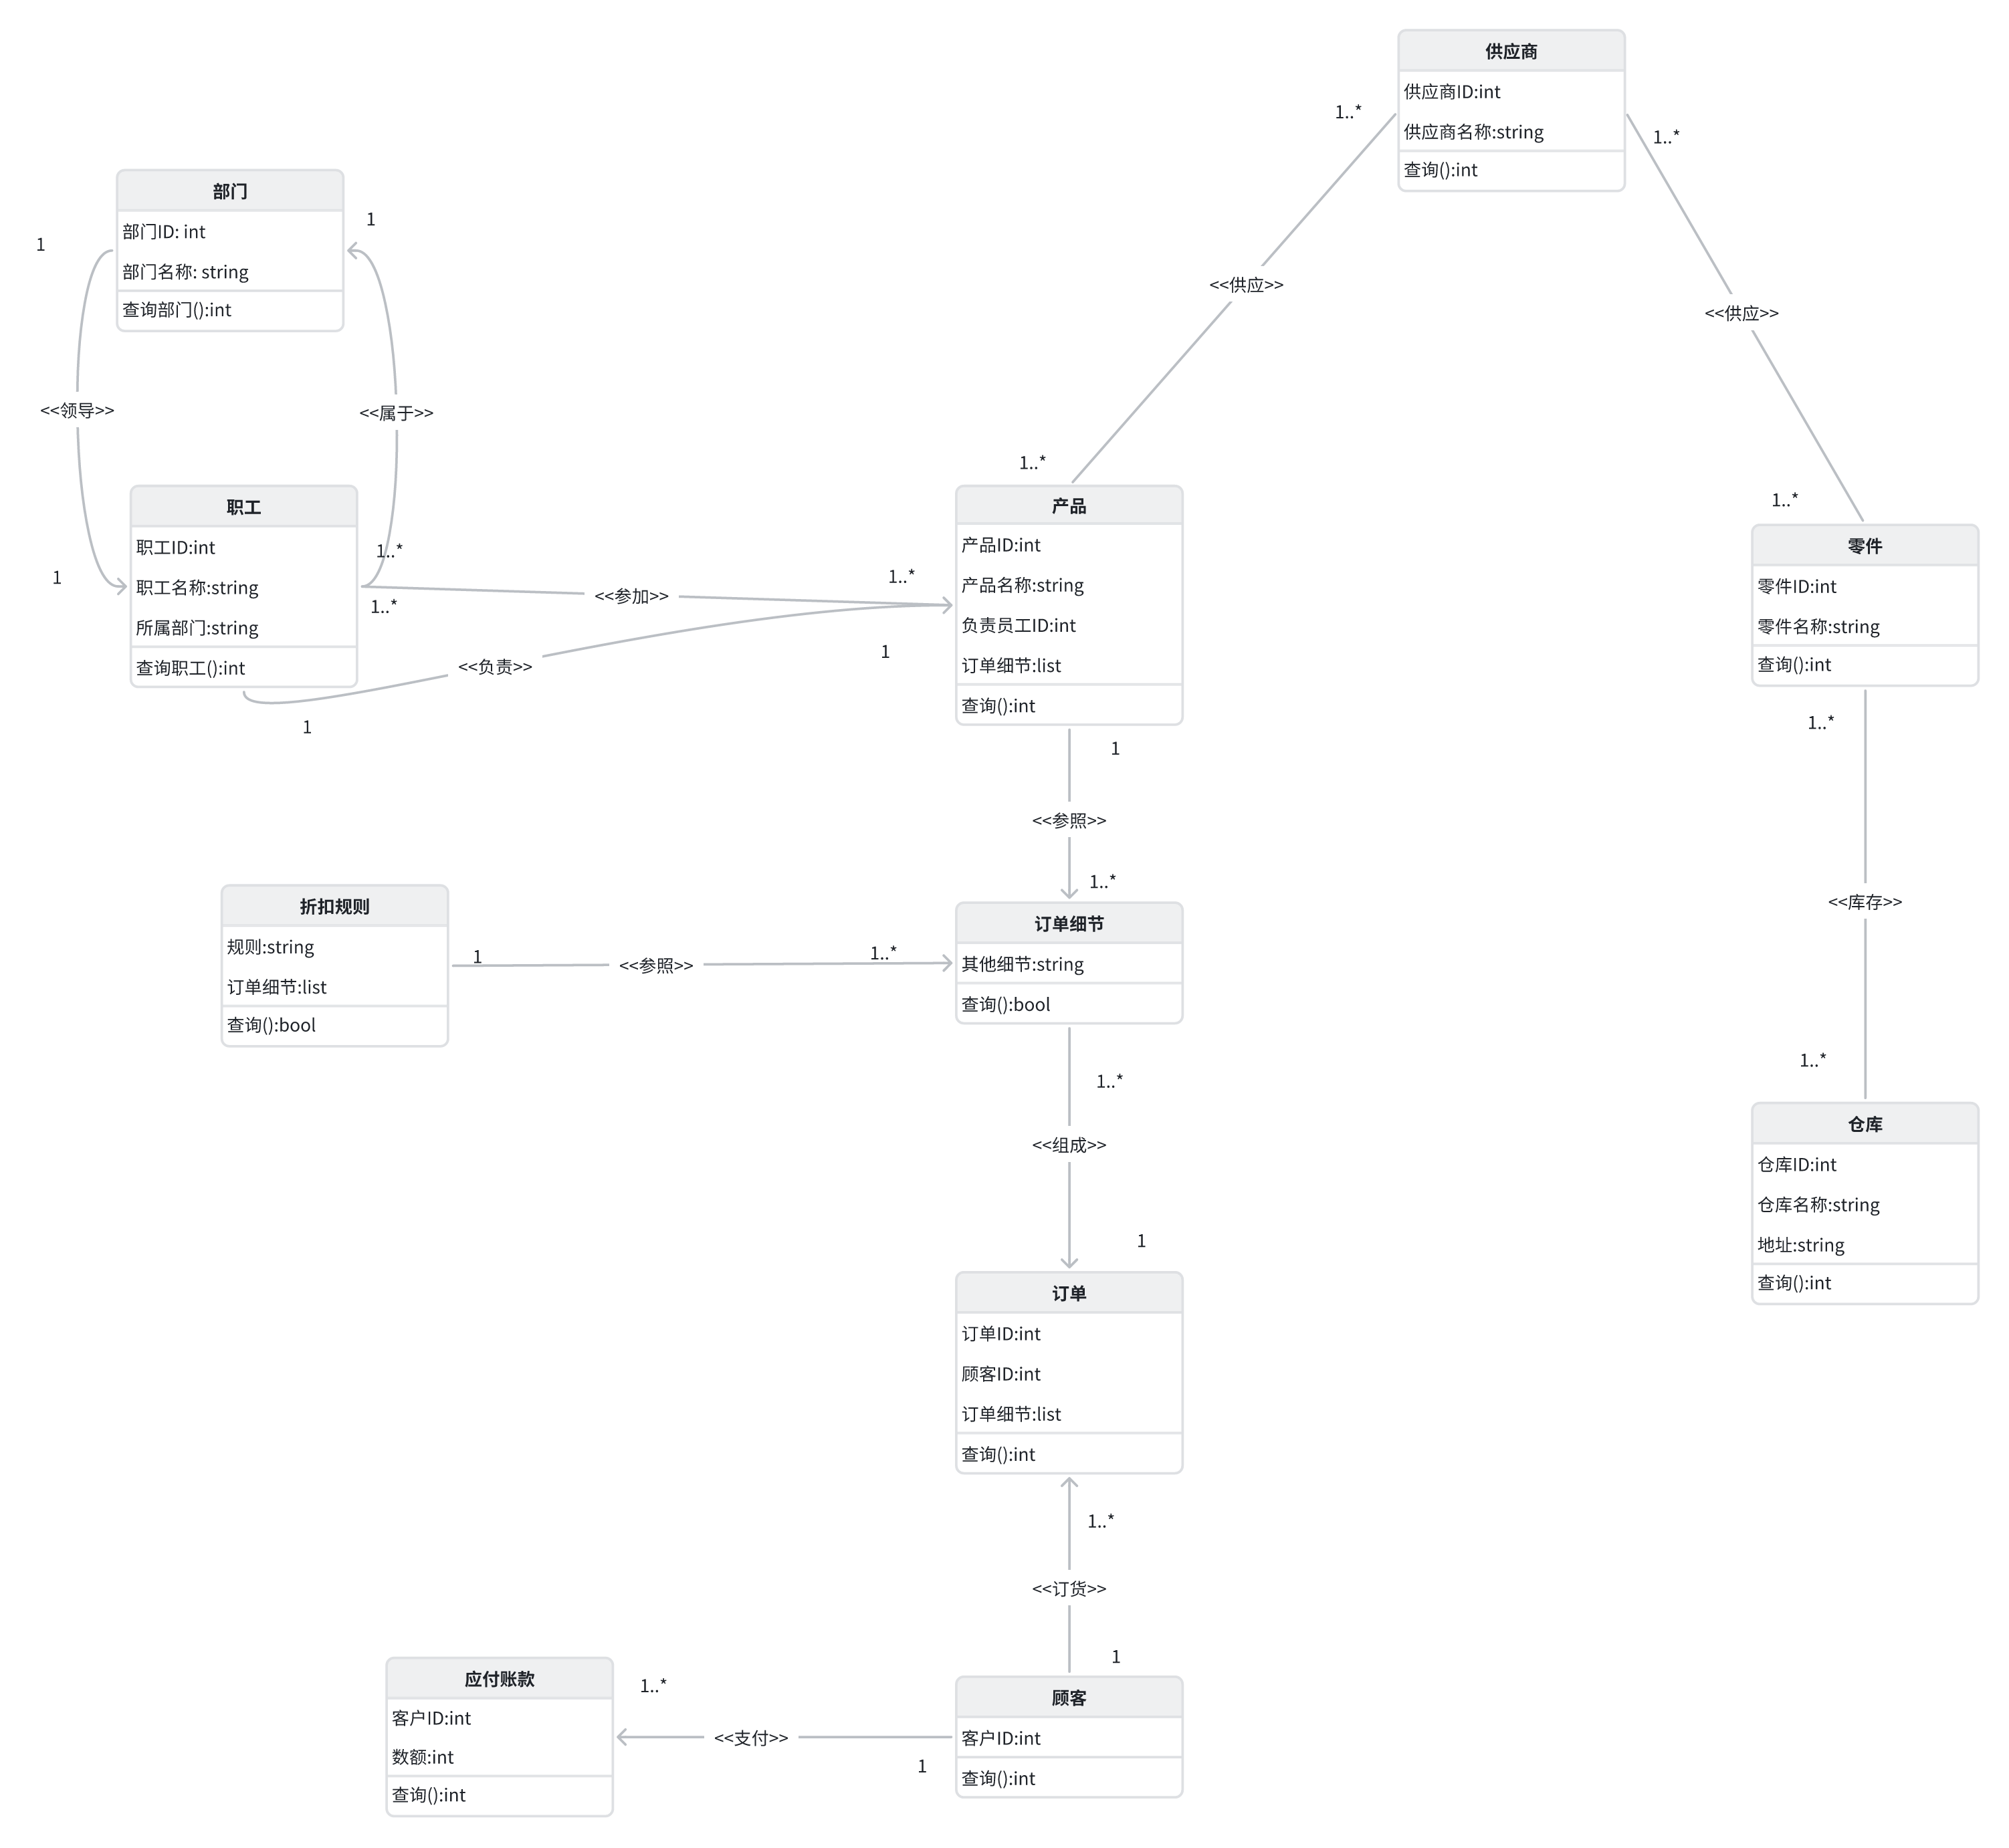 供应商
供应商ID:int
供应商名称:string
查询():int
1..*
1..*
部门
部门ID: int
部门名称: string
查询部门():int
1
1
<<供应>>
<<供应>>
<<领导>>
<<属于>>
1..*
1..*
职工
职工ID:int
职工名称:string
所属部门:string
查询职工():int
1
1..*
1..*
<<参加>>
1..*
<<负责>>
1
1
产品
产品ID:int
产品名称:string
负责员工ID:int
订单细节:list
查询():int
零件
零件ID:int
零件名称:string
查询():int
1..*
1
<<参照>>
1..*
<<库存>>
折扣规则
规则:string
订单细节:list
查询():bool
1
<<参照>>
1..*
订单细节
其他细节:string
查询():bool
1..*
1..*
<<组成>>
1
仓库
仓库ID:int
仓库名称:string
地址:string
查询():int
订单
订单ID:int
顾客ID:int
订单细节:list
查询():int
1..*
<<订货>>
1
应付账款
客户ID:int
数额:int
查询():int
1..*
<<支付>>
1
顾客
客户ID:int
查询():int